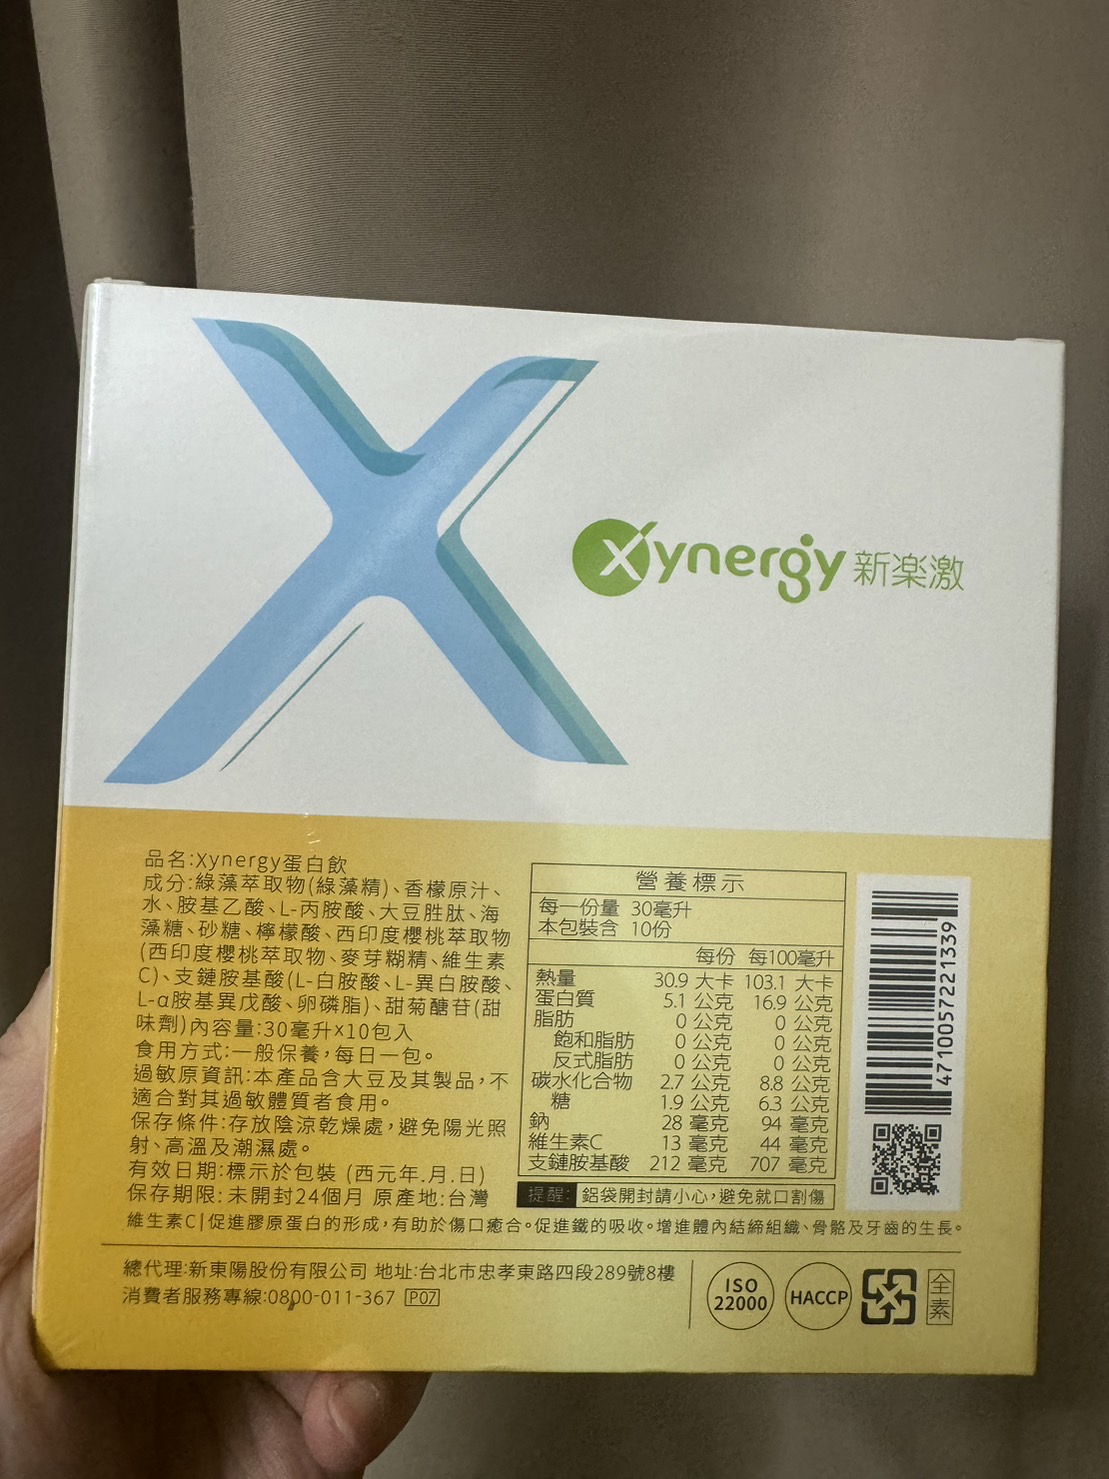 Xynergy 新楽激
品名:Xynergy蛋白飲
成分:綠藻萃取物(綠藻精)、香檬原汁、
水、胺基乙酸、L-丙胺酸、大豆胜肽、海
藻糖、砂糖、檸檬酸、西印度櫻桃萃取物
(西印度櫻桃萃取物、麥芽糊精、維生素
C)、支鏈胺基酸(L-白胺酸、L-異白胺酸、
L-α胺基異戊酸、卵磷脂)、甜菊醣苷(甜
味劑)內容量:30毫升×10包入
食用方式:一般保養,每日一包。
過敏原資訊:本產品含大豆及其製品,不
適合對其過敏體質者食用。
保存條件:存放陰涼乾燥處,避免陽光照
射、高溫及潮濕處。
有效日期:標示於包裝 (西元年.月.日)
保存期限:未開封24個月 原產地:台灣
營養標示
每一份量 30毫升
本包裝含 10份
每份 每100毫升
熱量 30.9 大卡 103.1 大卡
蛋白質 5.1 公克 16.9 公克
脂肪 0 公克 0 公克
飽和脂肪 0 公克 0 公克
反式脂肪 0 公克 0 公克
碳水化合物 2.7 公克 8.8 公克
糖 1.9 公克 6.3 公克
鈉 28 毫克 94 毫克
維生素C 13 毫克 44 毫克
支鏈胺基酸 212 毫克 707 毫克
提醒: 鋁袋開封請小心,避免就口割傷
4710057221339
維生素C|促進膠原蛋白的形成,有助於傷口癒合。促進鐵的吸收。增進體內結締組織、骨骼及牙齒的生長。
總代理:新東陽股份有限公司 地址:台北市忠孝東路四段289號8樓
消費者服務專線:0800-011-367 P07
ISO
22000
HACCP
全素